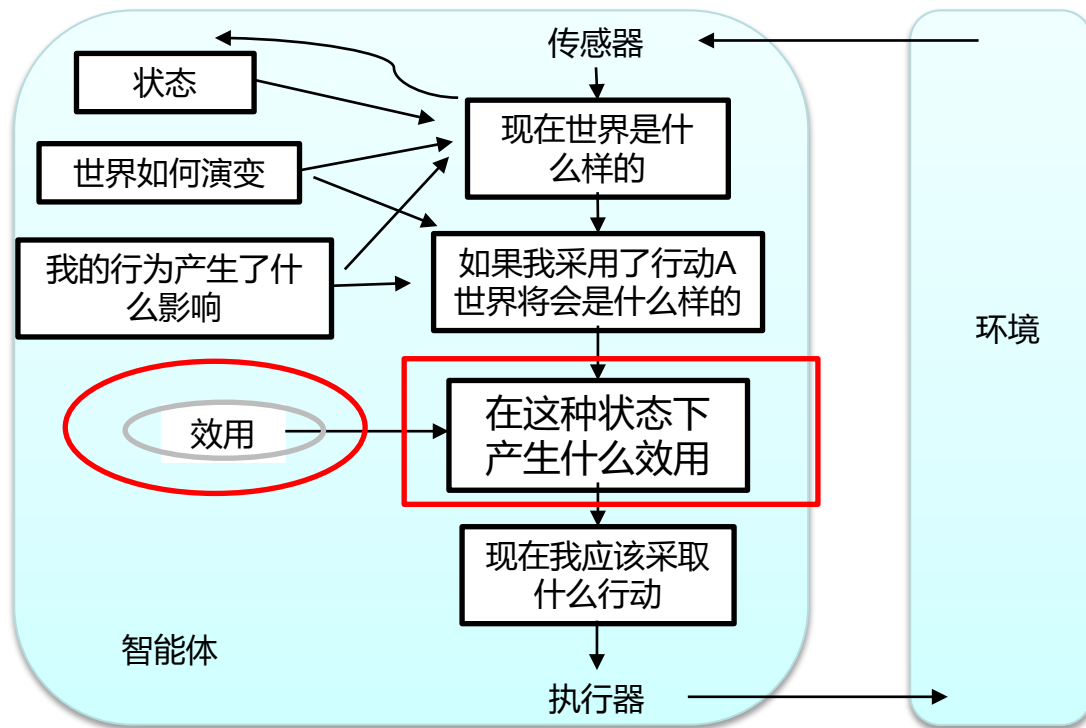 传感器
状态
现在世界是什
么样的
世界如何演变
我的行为产生了什
么影响
如果我采用了行动A
世界将会是什么样的
环境
效用
在这种状态下
产生什么效用
现在我应该采取
什么行动
智能体
执行器